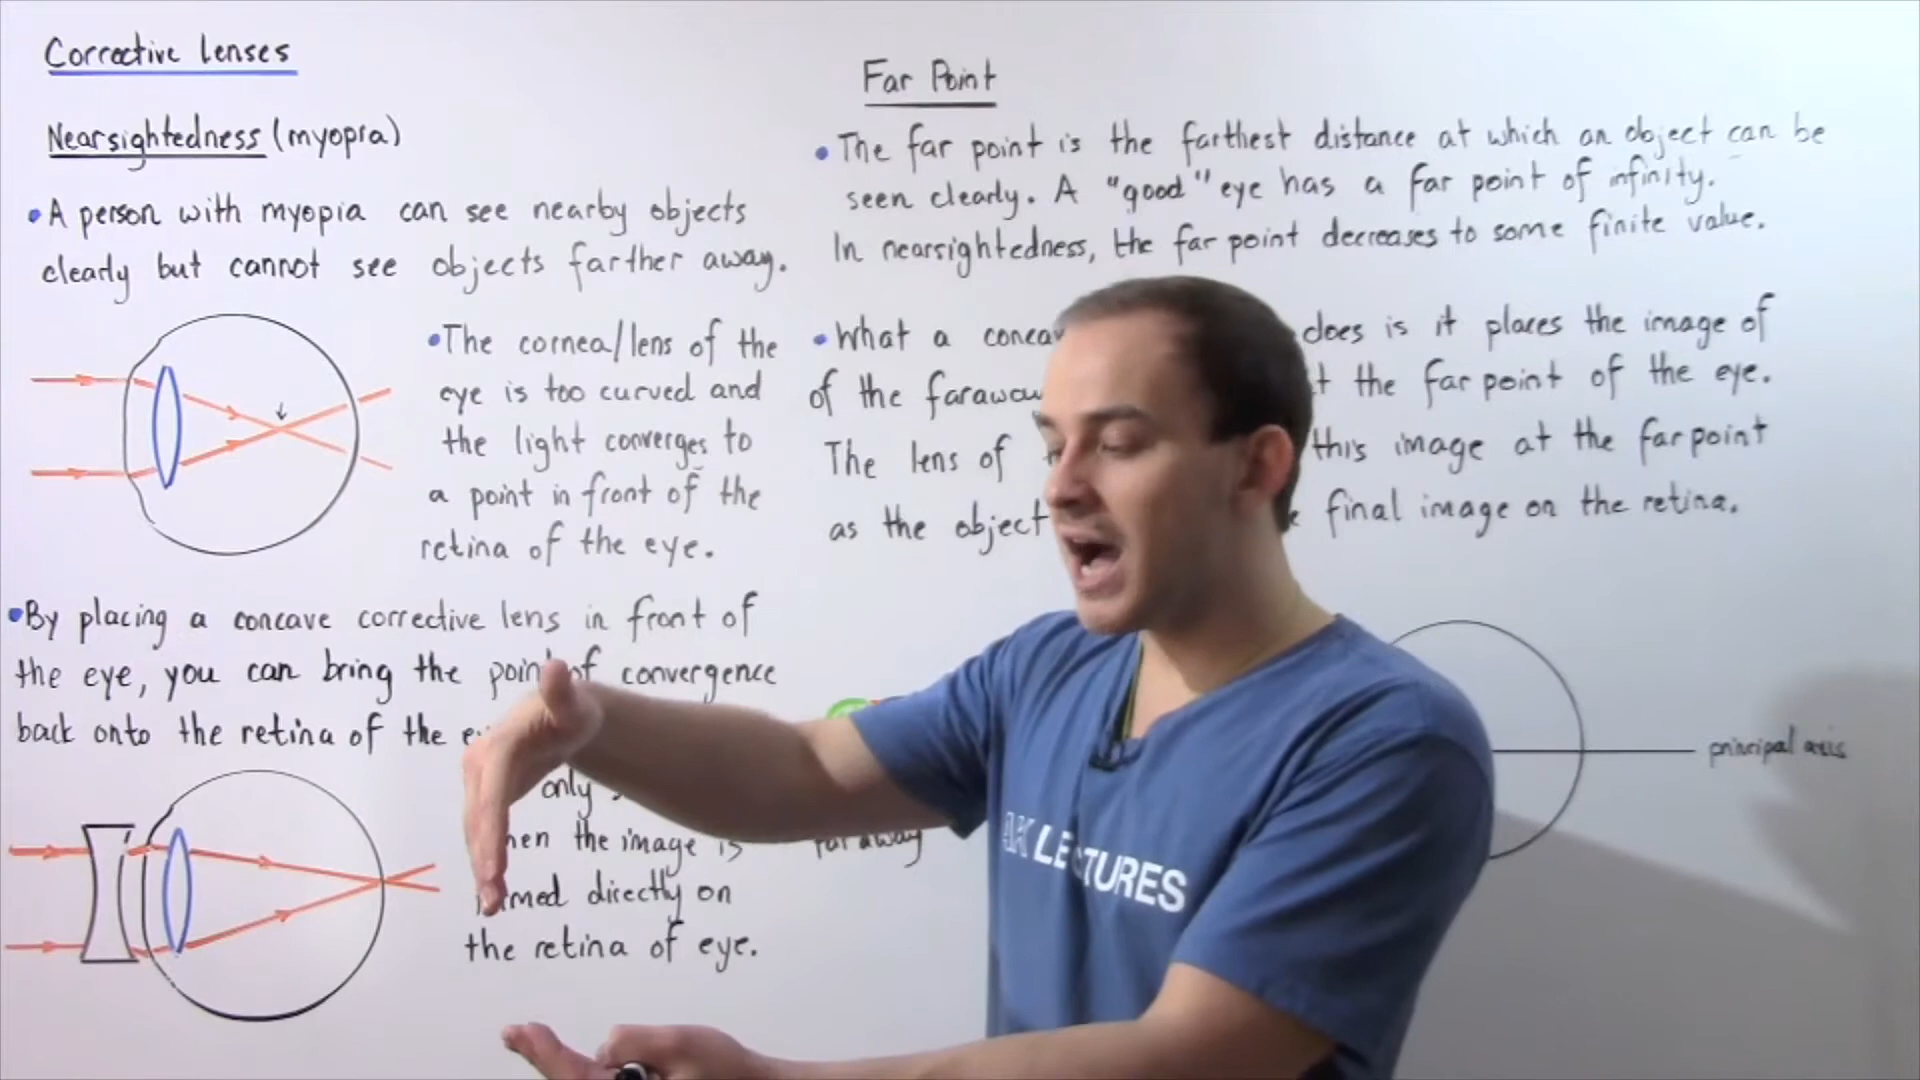 Corrective Lenses
Nearsightedness (myopia)
• A person with myopia can see nearby objects
clearly but cannot see objects farther away.
• The cornea/lens of the
eye is too curved and
the light converges to
a point in front of the
retina of the eye.
• By placing a concave corrective lens in front of
the eye, you can bring the point of convergence
back onto the retina of the
only
the image is
directly on
the retina of eye.
Far Point
• The far point is the farthest distance at which an object can be
seen clearly. A "good" eye has a far point of infinity.
In nearsightedness, the far point decreases to some finite value.
• What a does is it places the image of
of the the far point of the eye.
The lens of this image at the far point
as the object final image on the retina.
far away
principal axis
LECTURES